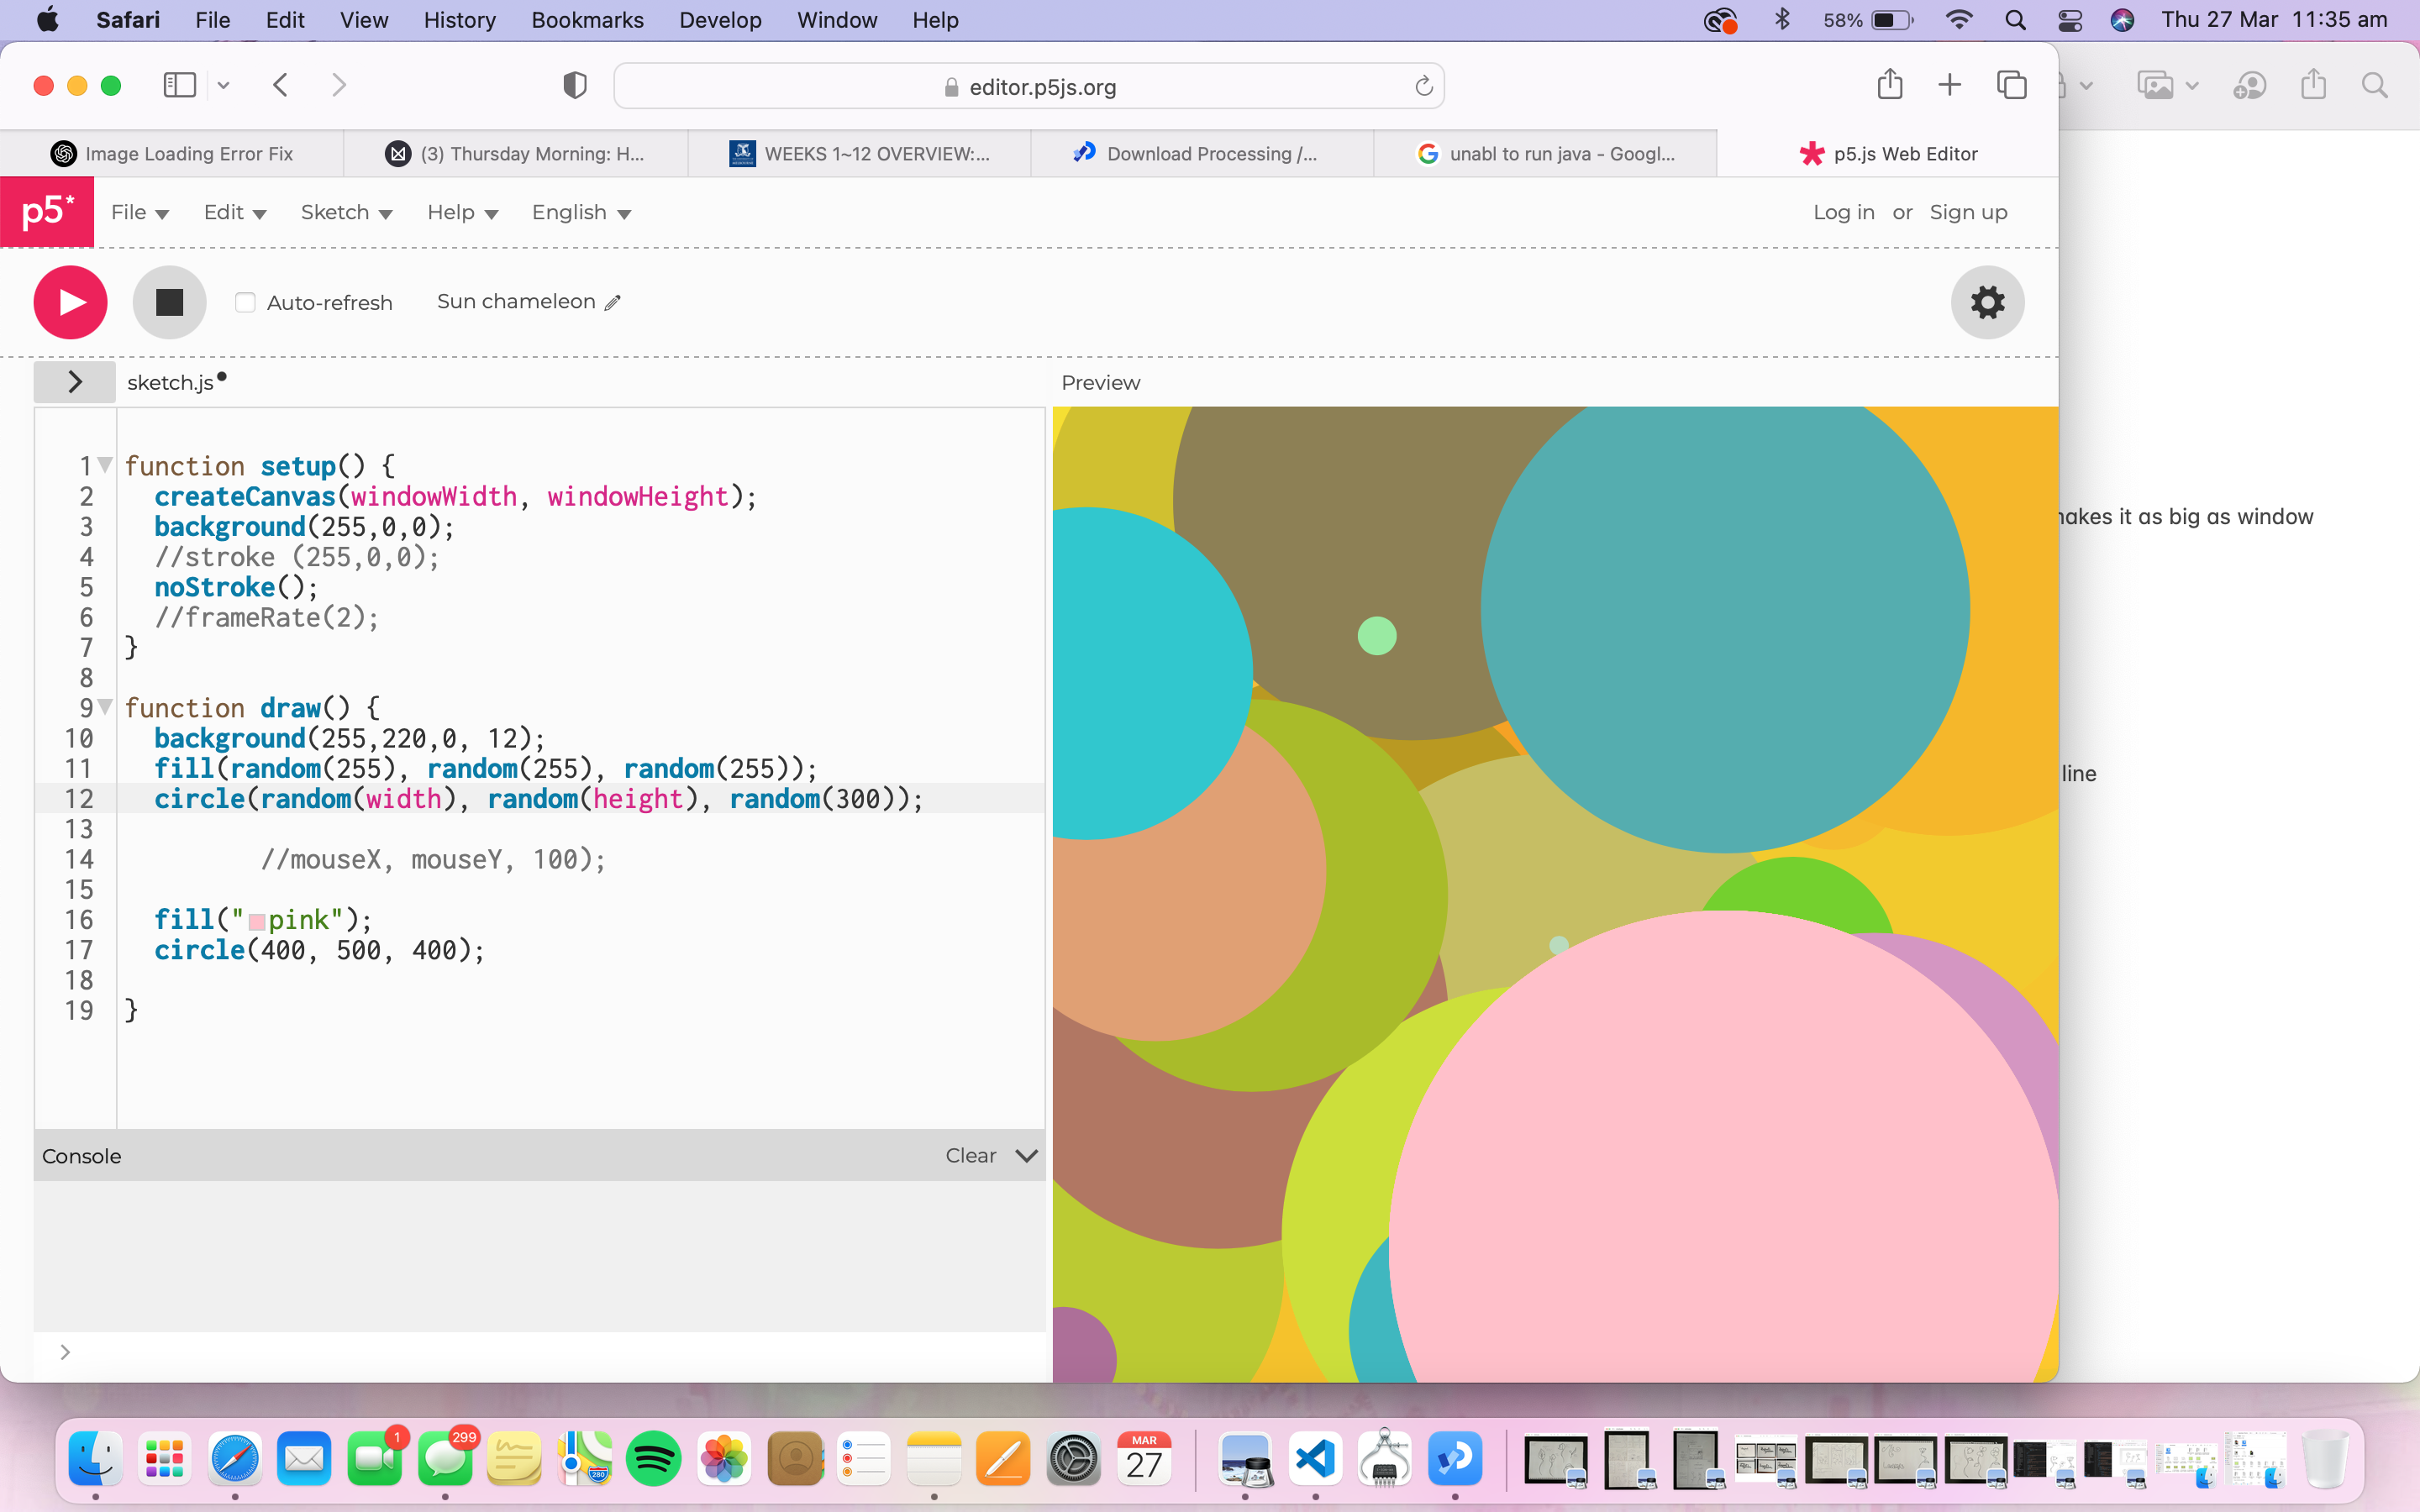 Safari File Edit View History Bookmarks Develop Window Help 58% Thu 27 Mar 11:35 am
editor.p5js.org
Image Loading Error Fix (3) Thursday Morning: H... WEEKS 1~12 OVERVIEW:... Download Processing /... unabl to run java - Googl... p5.js Web Editor
p5* File Edit Sketch Help English Log in or Sign up
Auto-refresh Sun chameleon
sketch.js Preview
1 function setup() {
2 createCanvas(windowWidth, windowHeight);
3 background(255,0,0);
4 //stroke (255,0,0);
5 noStroke();
6 //frameRate(2);
7 }
8
9 function draw() {
10 background(255,220,0, 12);
11 fill(random(255), random(255), random(255));
12 circle(random(width), random(height), random(300));
13
14 //mouseX, mouseY, 100);
15
16 fill("pink");
17 circle(400, 500, 400);
18
19 }
akes it as big as window
line
Console Clear
>
1
299
280
MAR
27